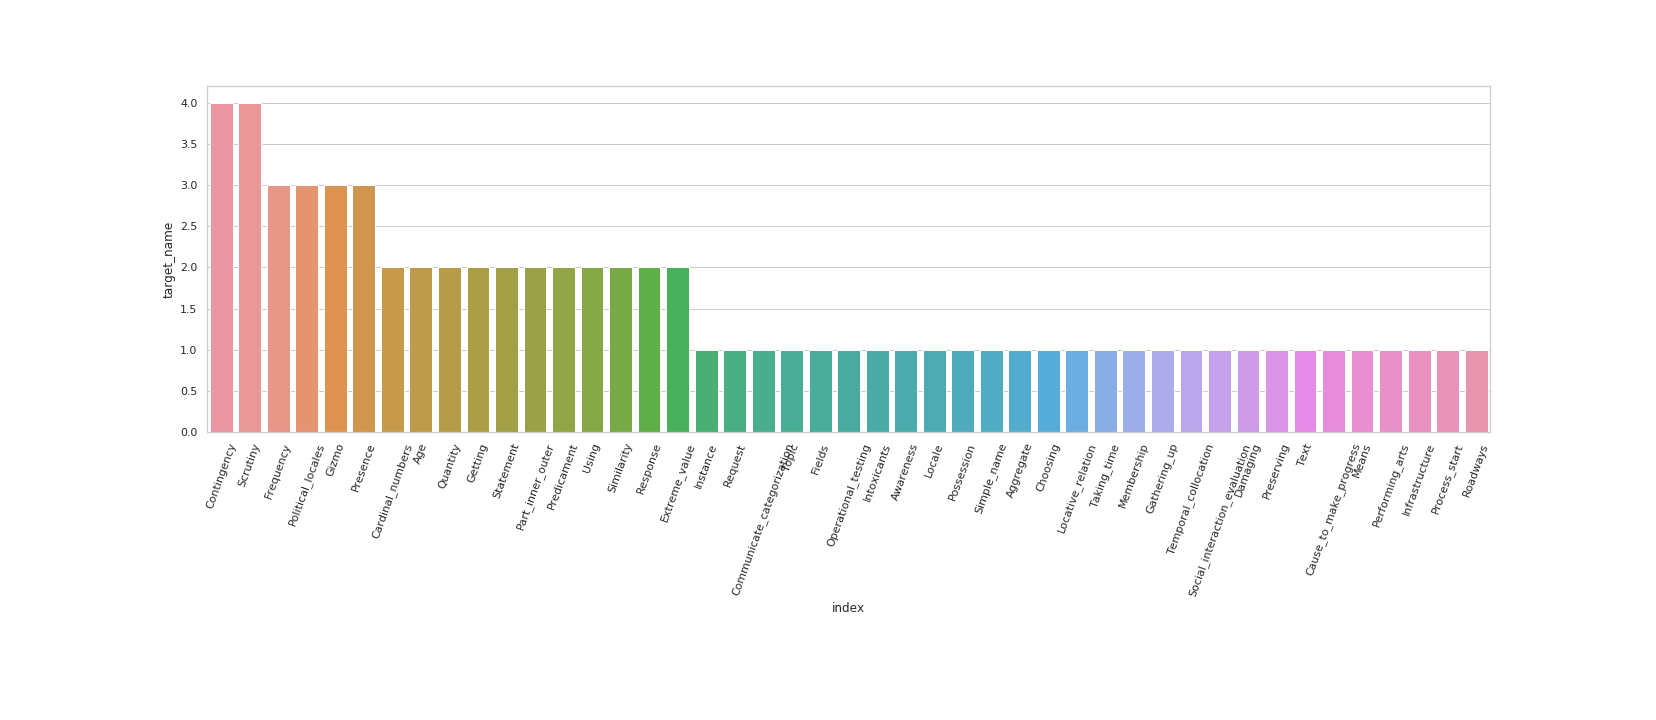 4.0
3.5
3.0
2.5
2.0
1.5
1.0
0.5
0.0
target_name
Contingency
Scrutiny
Frequency
Political_locales
Gizmo
Presence
Cardinal_numbers
Age
Quantity
Getting
Statement
Part_inner_outer
Predicament
Using
Similarity
Response
Extreme_value
Instance
Request
Communicate_categorization
Topic
Fields
Operational_testing
Intoxicants
Awareness
Locale
Possession
Simple_name
Aggregate
Choosing
Locative_relation
Taking_time
Membership
Gathering_up
Temporal_collocation
Social_interaction_evaluation
Damaging
Preserving
Text
Cause_to_make_progress
Means
Performing_arts
Infrastructure
Process_start
Roadways
index